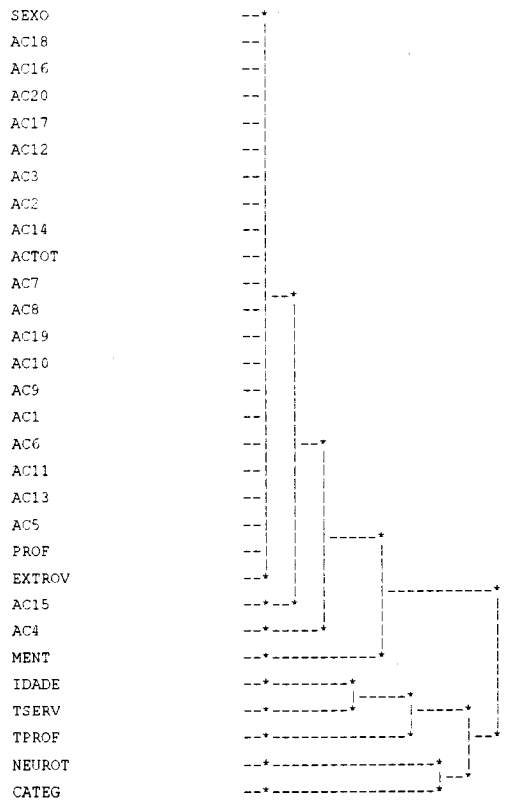 SEXO
AC18
AC16
AC20
AC17
AC12
AC3
AC2
AC14
ACTOT
AC7
AC8
AC19
AC10
AC9
AC1
AC6
AC11
AC13
AC5
PROF
EXTROV
AC15
AC4
MENT
IDADE
TSERV
TPROF
NEUROT
CATEG